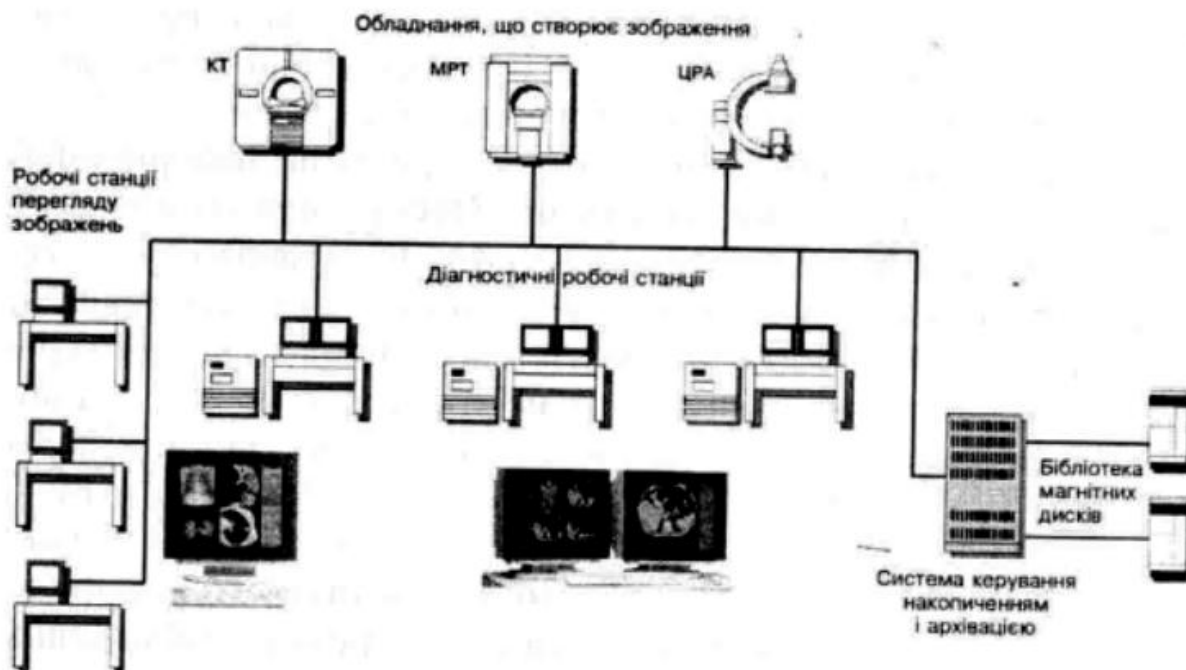 Обладнання, що створює зображення
КТ
МРТ
ЦРА
Робочі станції
перегляду
зображень
Діагностичні робочі станції
Бібліотека
магнітних
дисків
Система керування
накопиченням
і архівацією